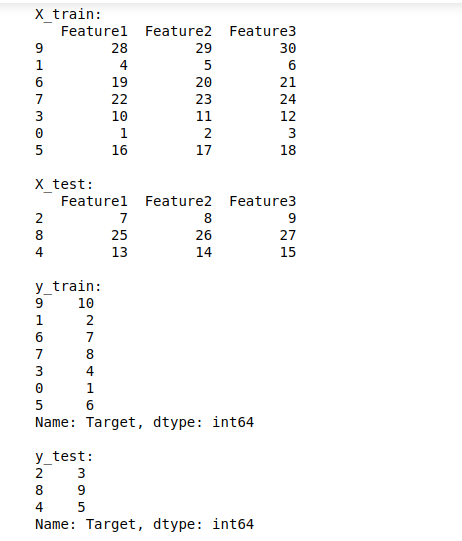 X_train:
   Feature1  Feature2  Feature3
9        28        29        30
1         4         5         6
6        19        20        21
7        22        23        24
3        10        11        12
0         1         2         3
5        16        17        18

X_test:
   Feature1  Feature2  Feature3
2         7         8         9
8        25        26        27
4        13        14        15

y_train:
9    10
1     2
6     7
7     8
3     4
0     1
5     6
Name: Target, dtype: int64

y_test:
2    3
8    9
4    5
Name: Target, dtype: int64